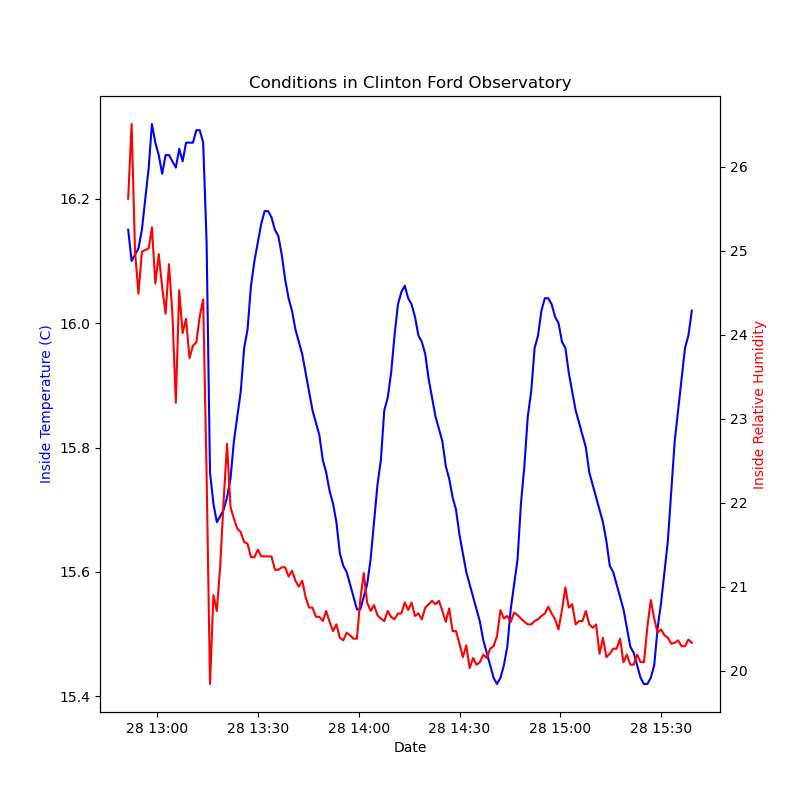 Conditions in Clinton Ford Observatory
16.2
16.0
15.8
15.6
15.4
Inside Temperature (C)
26
25
24
23
22
21
20
Inside Relative Humidity
28 13:00 28 13:30 28 14:00 28 14:30 28 15:00 28 15:30
Date